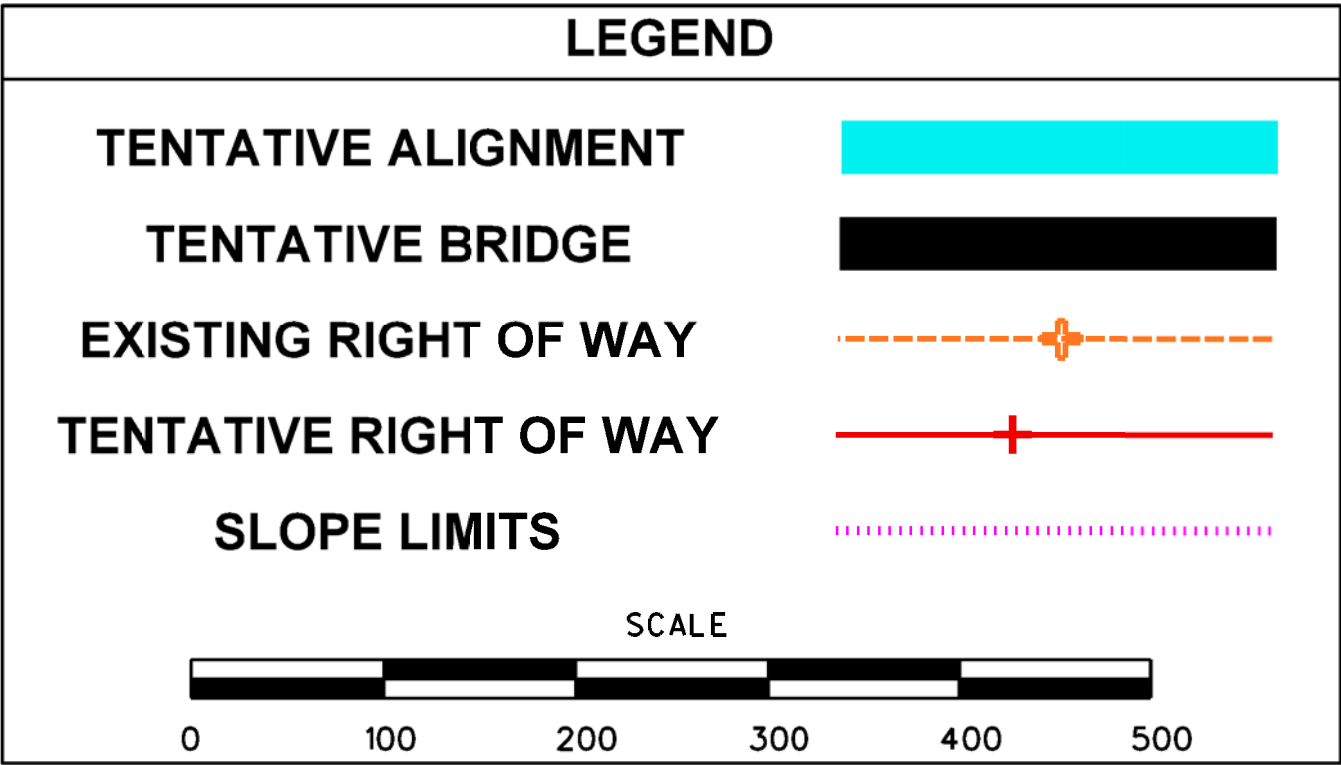 LEGEND
TENTATIVE ALIGNMENT
TENTATIVE BRIDGE
EXISTING RIGHT OF WAY
TENTATIVE RIGHT OF WAY
SLOPE LIMITS
SCALE
0 100 200 300 400 500